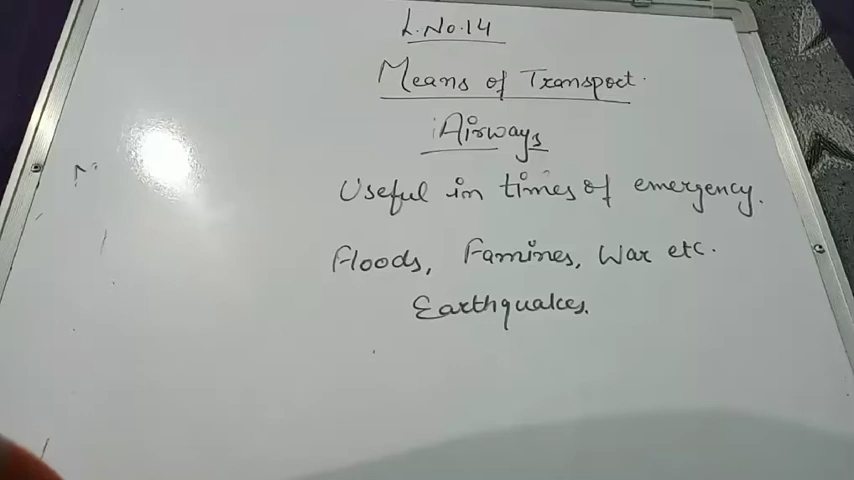 L.No.14
Means of Transport.
Airways
Useful in times of emergency.
Floods, Famines, War etc.
Earthquakes.